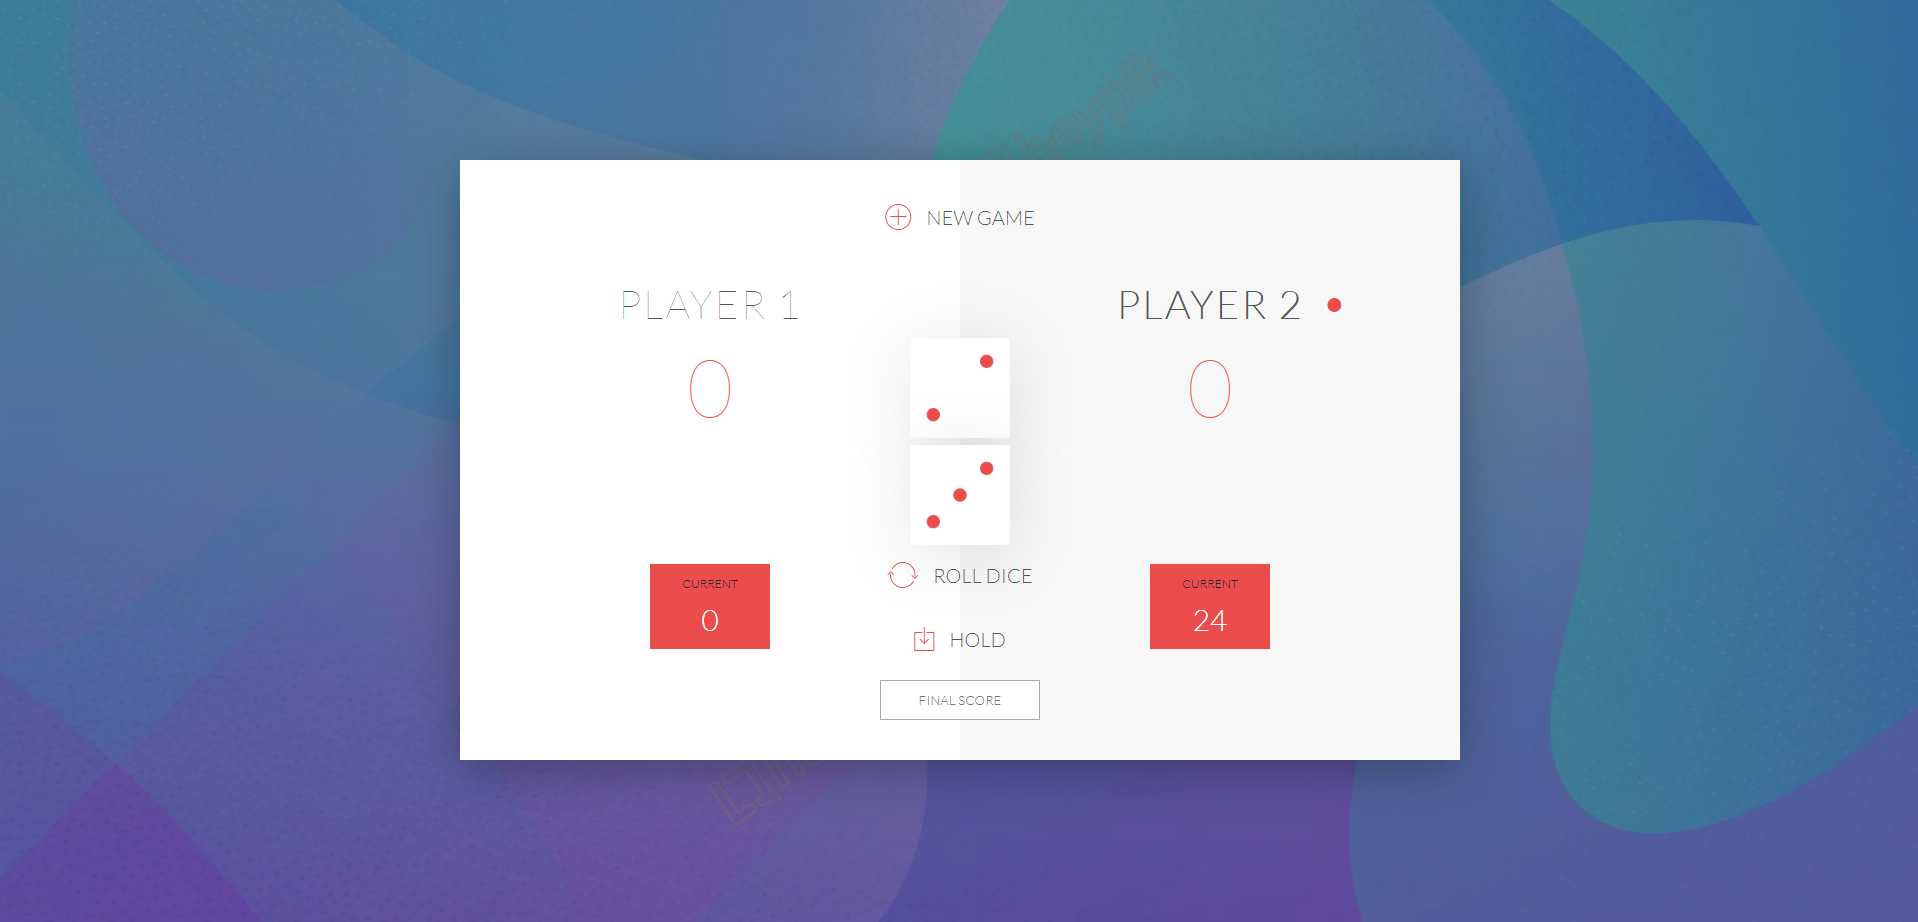 NEW GAME
PLAYER 1
0
PLAYER 2
0
ROLL DICE
CURRENT
0
CURRENT
24
HOLD
FINAL SCORE